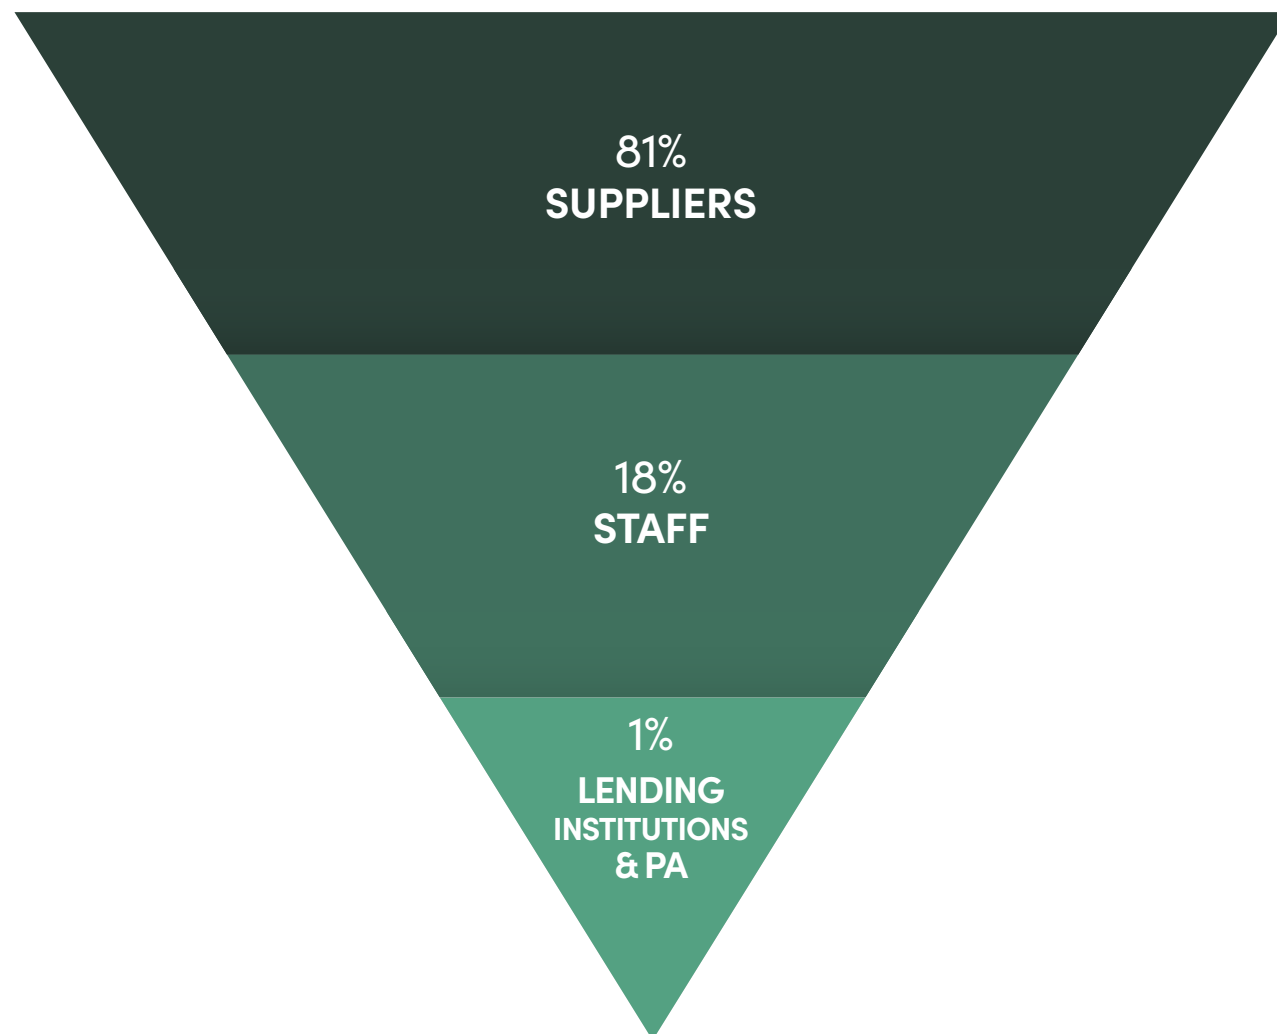 81%
SUPPLIERS
18%
STAFF
1%
LENDING
INSTITUTIONS
& PA